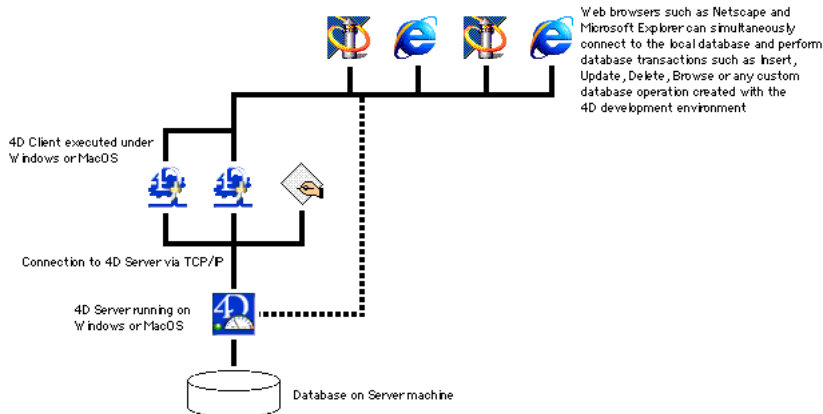 Web browsers such as Netscape and
Microsoft Explorer can simultaneously
connect to the local database and perform
database transactions such as Insert,
Update, Delete, Browse or any custom
database operation created with the
4D development environment
4D Client executed under
Windows or MacOS
Connection to 4D Server via TCP/IP
4D Server running on
Windows or MacOS
4D
Database on Server machine